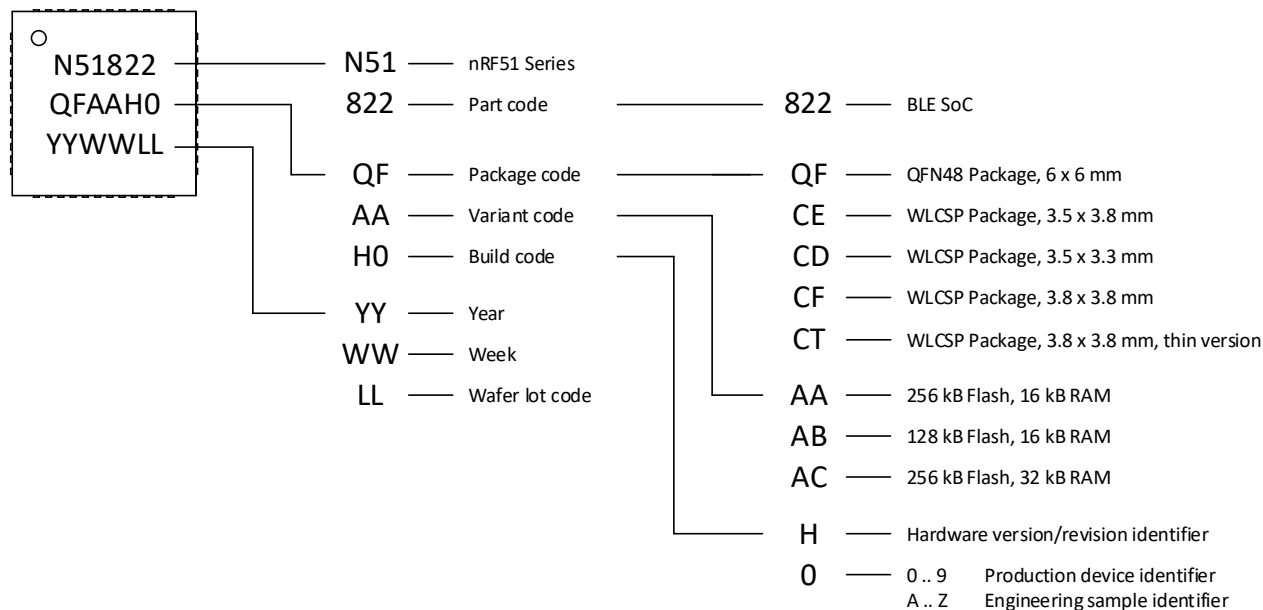 N51822
QFAAH0
YYWWLL
N51 nRF51 Series
822 Part code 822 BLE SoC
QF Package code QF QFN48 Package, 6 x 6 mm
AA Variant code CE WLCSP Package, 3.5 x 3.8 mm
H0 Build code CD WLCSP Package, 3.5 x 3.3 mm
CF WLCSP Package, 3.8 x 3.8 mm
YY Year
CT WLCSP Package, 3.8 x 3.8 mm, thin version
WW Week
LL Wafer lot code AA 256 kB Flash, 16 kB RAM
AB 128 kB Flash, 16 kB RAM
AC 256 kB Flash, 32 kB RAM
H Hardware version/revision identifier
0 0 .. 9 Production device identifier
A .. Z Engineering sample identifier